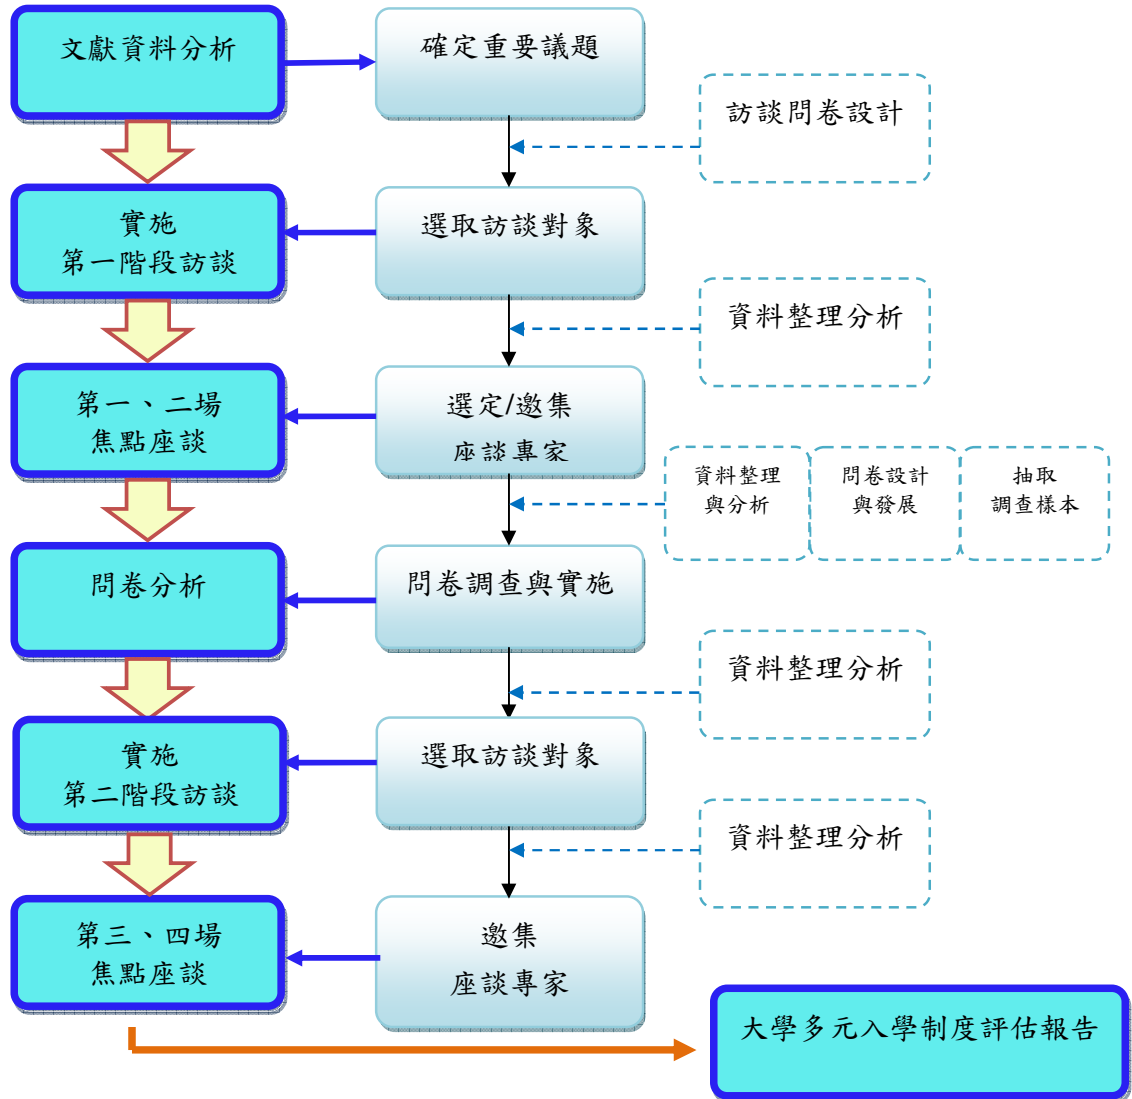 文獻資料分析
確定重要議題
訪談問卷設計
實施
第一階段訪談
選取訪談對象
資料整理分析
第一、二場
焦點座談
選定/邀集
座談專家
資料整理
與分析
問卷設計
與發展
抽取
調查樣本
問卷分析
問卷調查與實施
資料整理分析
實施
第二階段訪談
選取訪談對象
資料整理分析
第三、四場
焦點座談
邀集
座談專家
大學多元入學制度評估報告